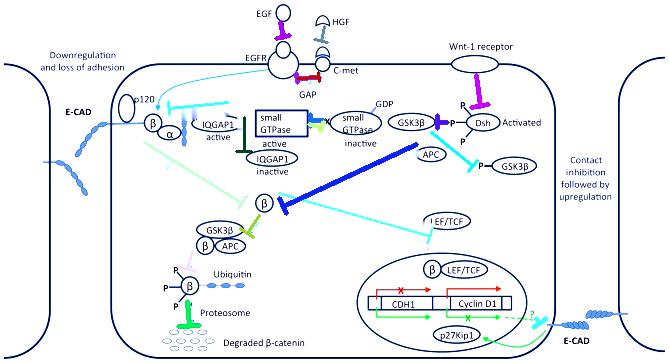 EGF
HGF
EGFR
C-met
GAP
Wnt-1 receptor
Downregulation
and loss of adhesion
E-CAD
p120
β
α
IQGAP1
active
IQGAP1
inactive
small
GTPase
active
x
small
GTPase
inactive
GDP
GSK3β
P
P
P
Dsh
Activated
APC
P
GSK3β
Contact
inhibition
followed by
upregulation
β
GSK3β
β
APC
LEF/TCF
β
LEF/TCF
P
P
P
β
Ubiquitin
Proteosome
Degraded β-catenin
X
CDH1
Cyclin D1
X
p27Kip1
?
E-CAD